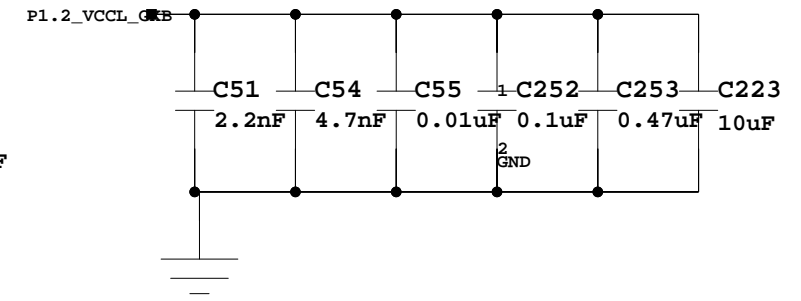 P1.2_VCCL_GXB
C51 C54 C55 1 C252 C253 C223
2.2nF 4.7nF 0.01uF 0.1uF 0.47uF 10uF
2
F GND